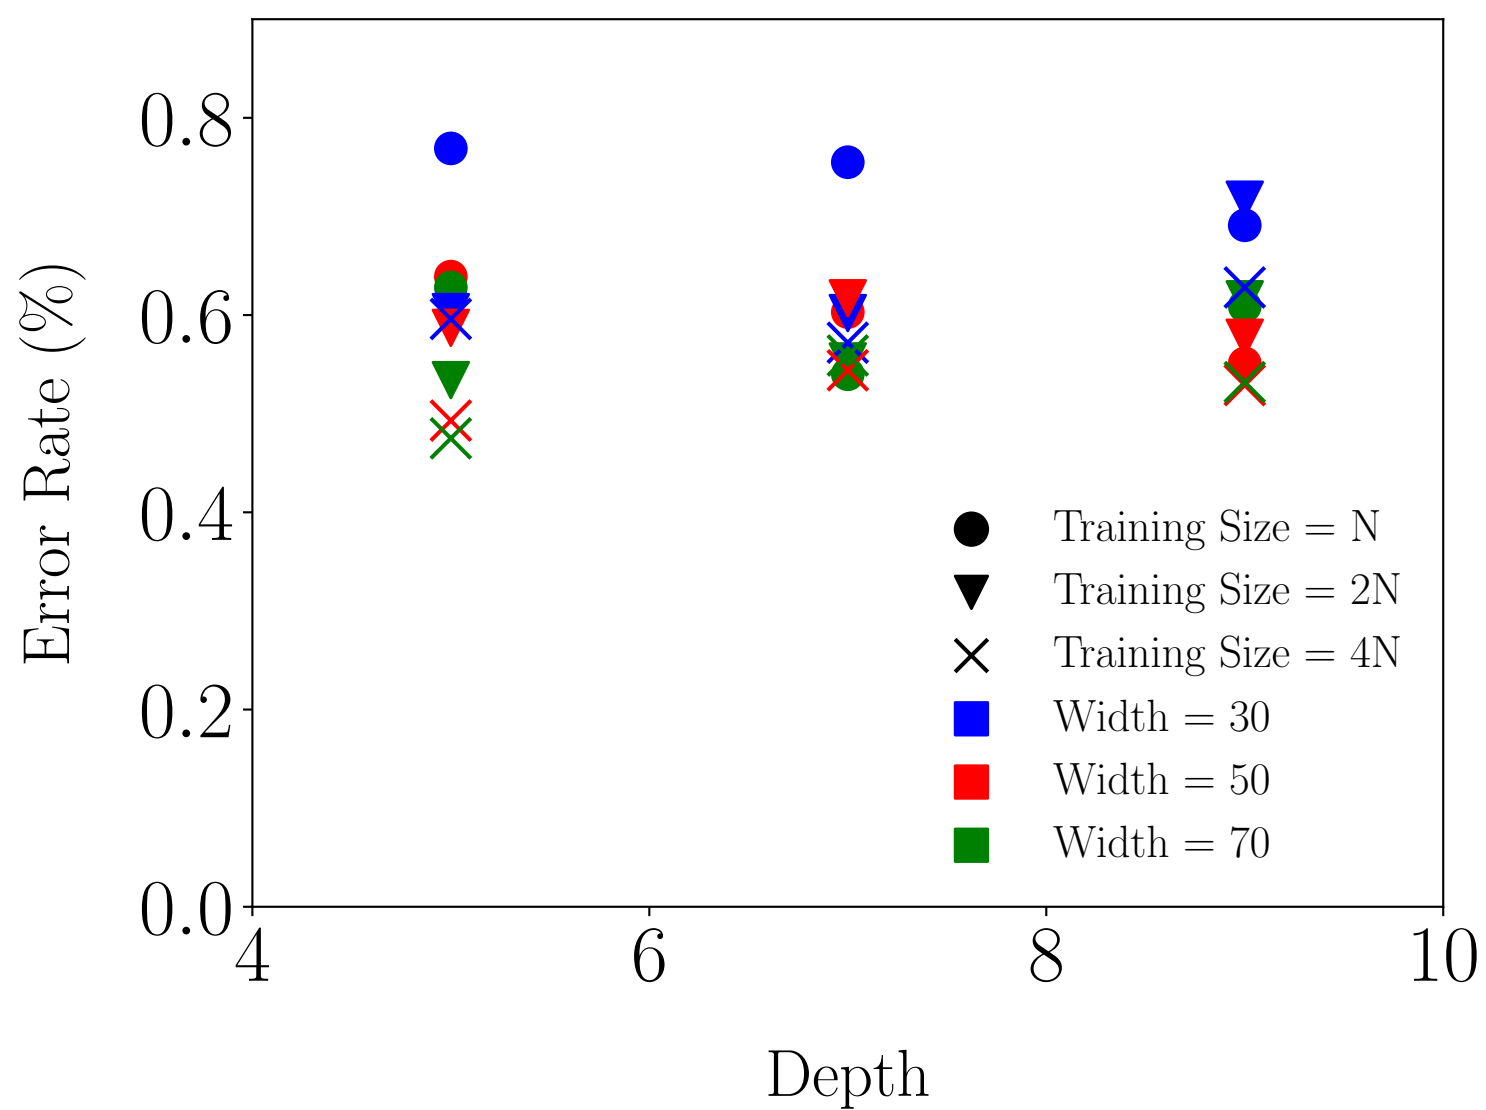 Error Rate (%)
0.8
0.6
0.4
0.2
0.0
4 6 8 10
Depth
Training Size = N
Training Size = 2N
Training Size = 4N
Width = 30
Width = 50
Width = 70